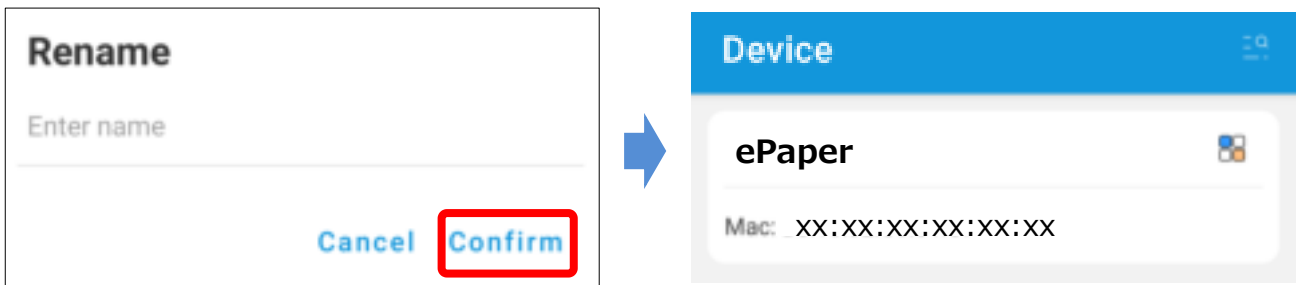 Rename
Enter name
Cancel Confirm
Device
ePaper
Mac: xx:xx:xx:xx:xx:xx